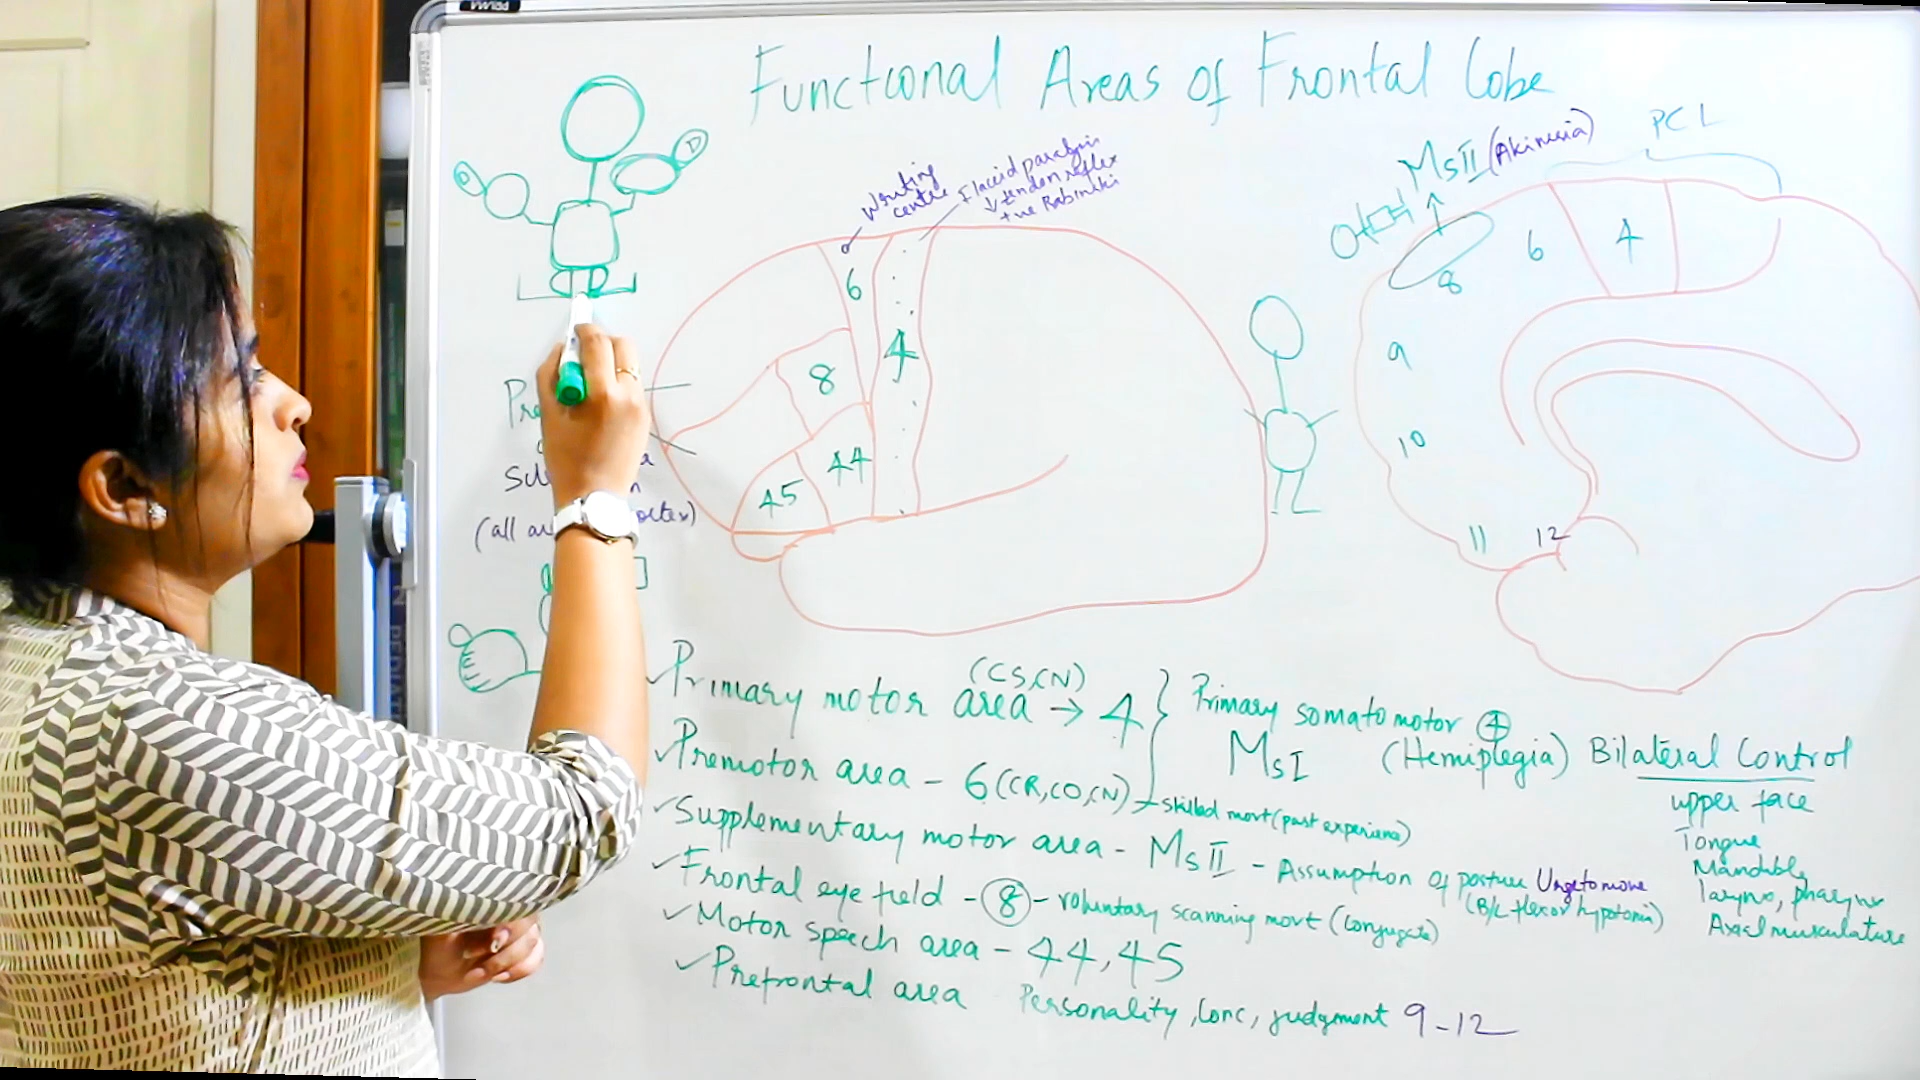 Functional Areas of Frontal Lobe
PCL
MsII (Akinesia)
Writing
centre
Flaccid paralysis
↓ tendon reflex
+ve Babinski
D
6
4
8
44
45
6
4
8
9
10
11
12
Pre
(all
Primary motor area → 4
(CS,CN)
Primary somatomotor 4
MsI (Hemiplegia) Bilateral Control
upper face
Tongue
Mandible
larynx, pharynx
Axial musculature
Premotor area - 6 (CR,CO,CN) → skilled movt (past experience)
Supplementary motor area - MsII - Assumption of posture Urge to move
(B/L flexor hypotonia)
Frontal eye field - 8 - voluntary scanning movt (conjugate)
Motor speech area - 44, 45
Prefrontal area Personality, Conc, judgment 9-12